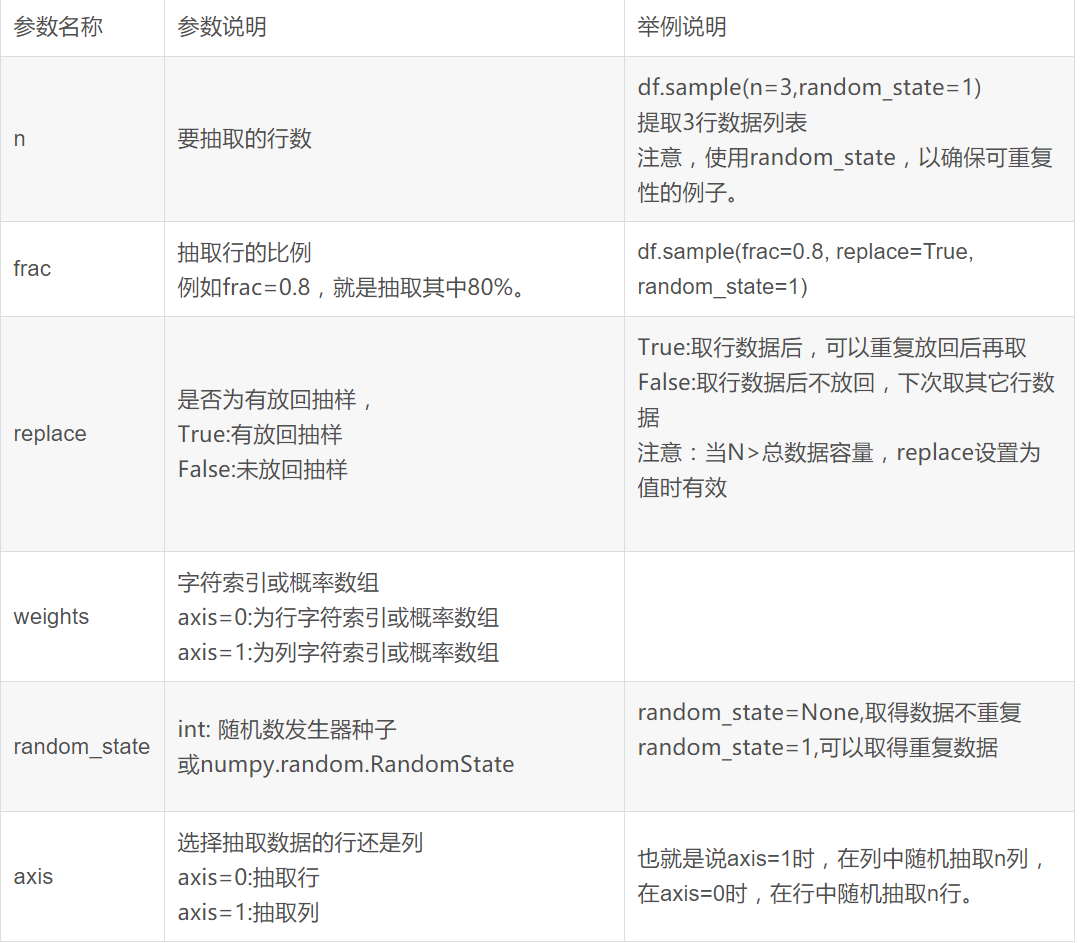 参数名称
参数说明
举例说明
n
要抽取的行数
df.sample(n=3,random_state=1)
提取3行数据列表
注意，使用random_state，以确保可重复
性的例子。
frac
抽取行的比例
例如frac=0.8，就是抽取其中80%。
df.sample(frac=0.8, replace=True,
random_state=1)
replace
是否为有放回抽样，
True:有放回抽样
False:未放回抽样
True:取行数据后，可以重复放回后再取
False:取行数据后不放回，下次取其它行数
据
注意：当N>总数据容量，replace设置为
值时有效
weights
字符索引或概率数组
axis=0:为行字符索引或概率数组
axis=1:为列字符索引或概率数组
random_state
int: 随机数发生器种子
或numpy.random.RandomState
random_state=None,取得数据不重复
random_state=1,可以取得重复数据
axis
选择抽取数据的行还是列
axis=0:抽取行
axis=1:抽取列
也就是说axis=1时，在列中随机抽取n列，
在axis=0时，在行中随机抽取n行。